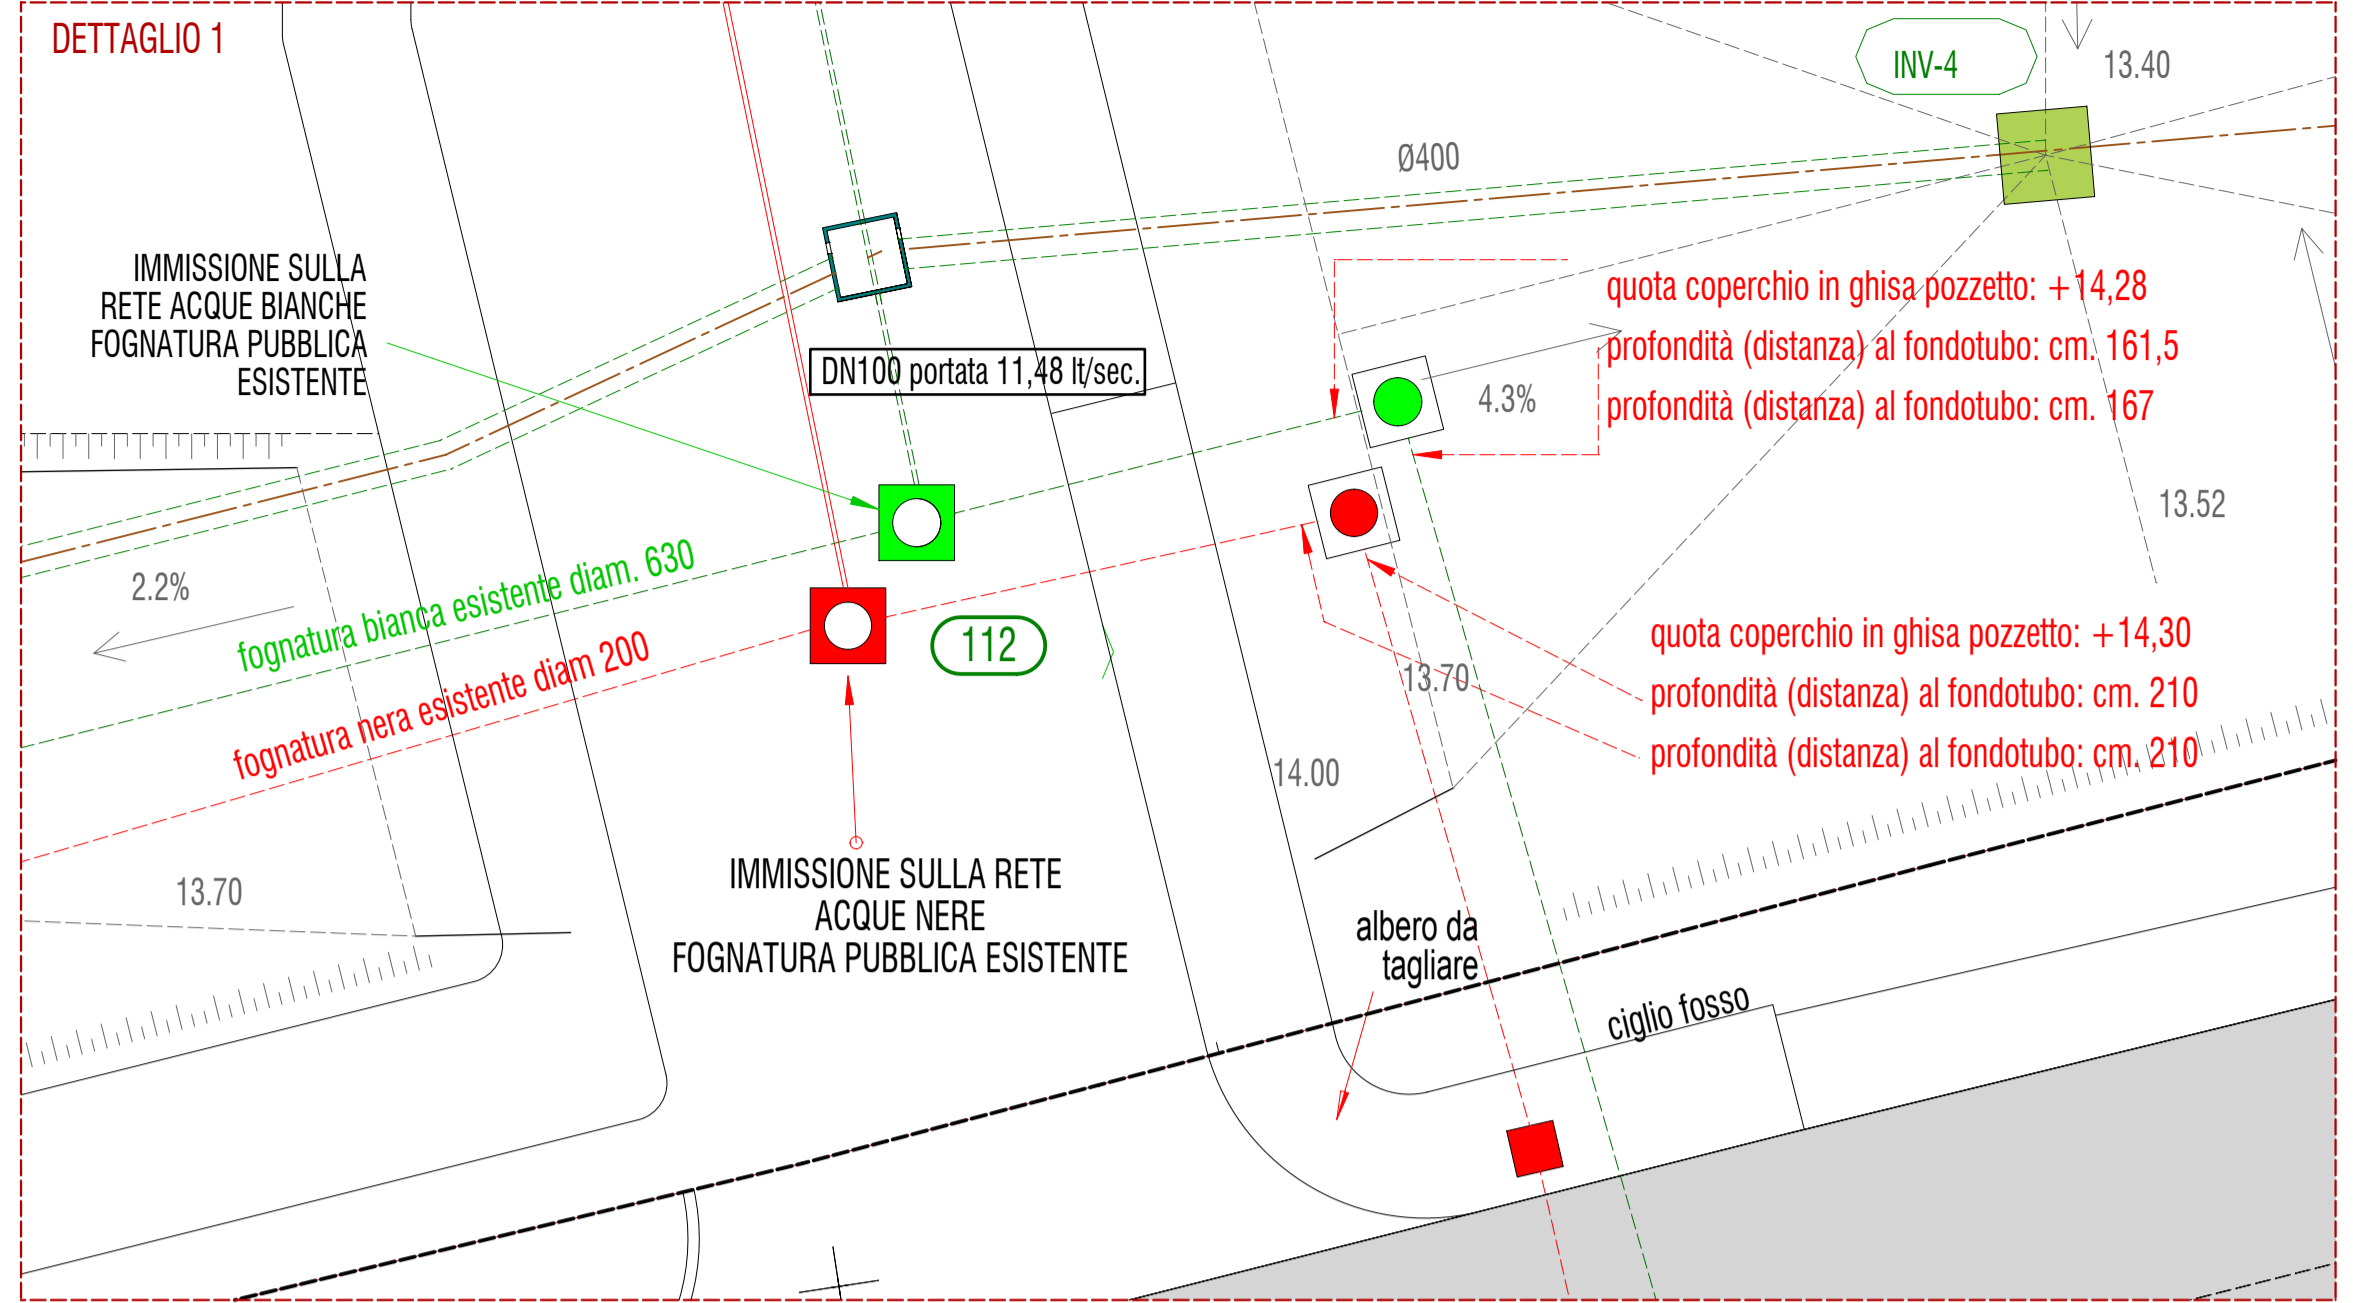 DETTAGLIO 1
INV-4
13.40
Ø400
IMMISSIONE SULLA
RETE ACQUE BIANCHE
FOGNATURA PUBBLICA
ESISTENTE
quota coperchio in ghisa pozzetto: +14,28
profondità (distanza) al fondotubo: cm. 161,5
profondità (distanza) al fondotubo: cm. 167
DN100 portata 11,48 lt/sec.
4.3%
13.52
2.2%
fognatura bianca esistente diam. 630
fognatura nera esistente diam 200
112
quota coperchio in ghisa pozzetto: +14,30
profondità (distanza) al fondotubo: cm. 210
profondità (distanza) al fondotubo: cm. 210
13.70
14.00
13.70
IMMISSIONE SULLA RETE
ACQUE NERE
FOGNATURA PUBBLICA ESISTENTE
albero da
tagliare
ciglio fosso